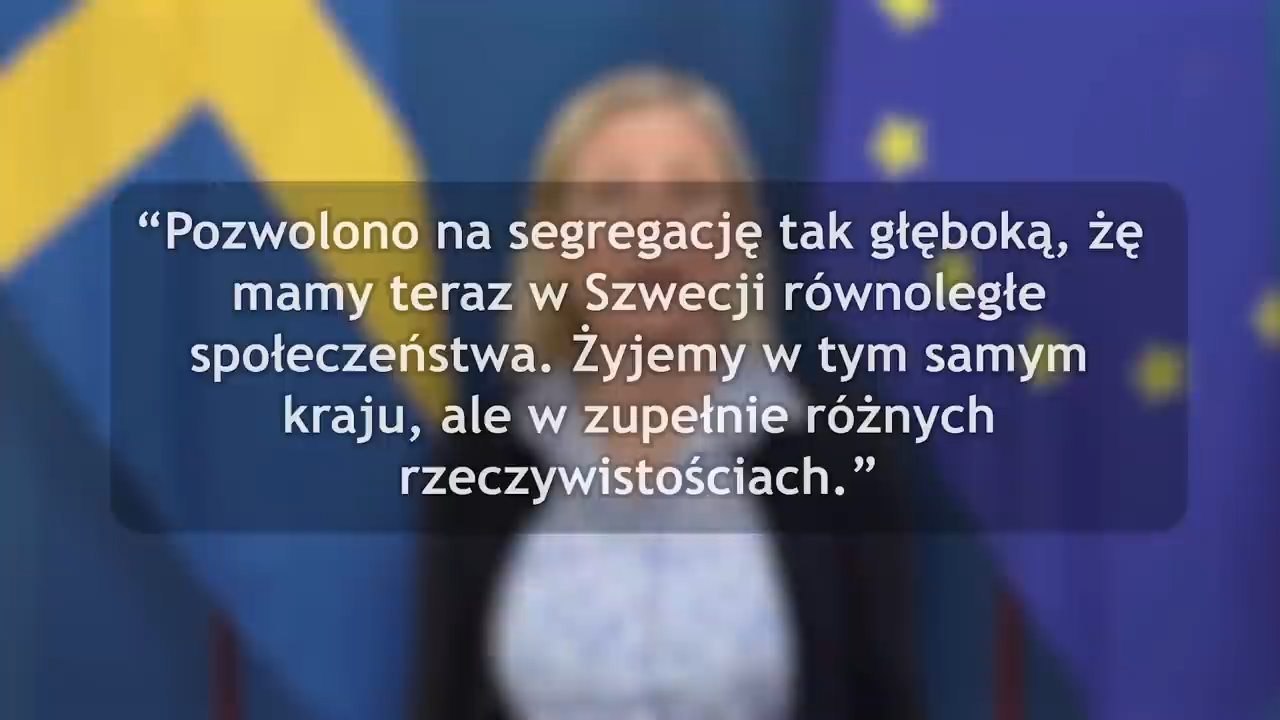 “Pozwolono na segregację tak głęboką, żę
mamy teraz w Szwecji równoległe
społeczeństwa. Żyjemy w tym samym
kraju, ale w zupełnie różnych
rzeczywistościach.”